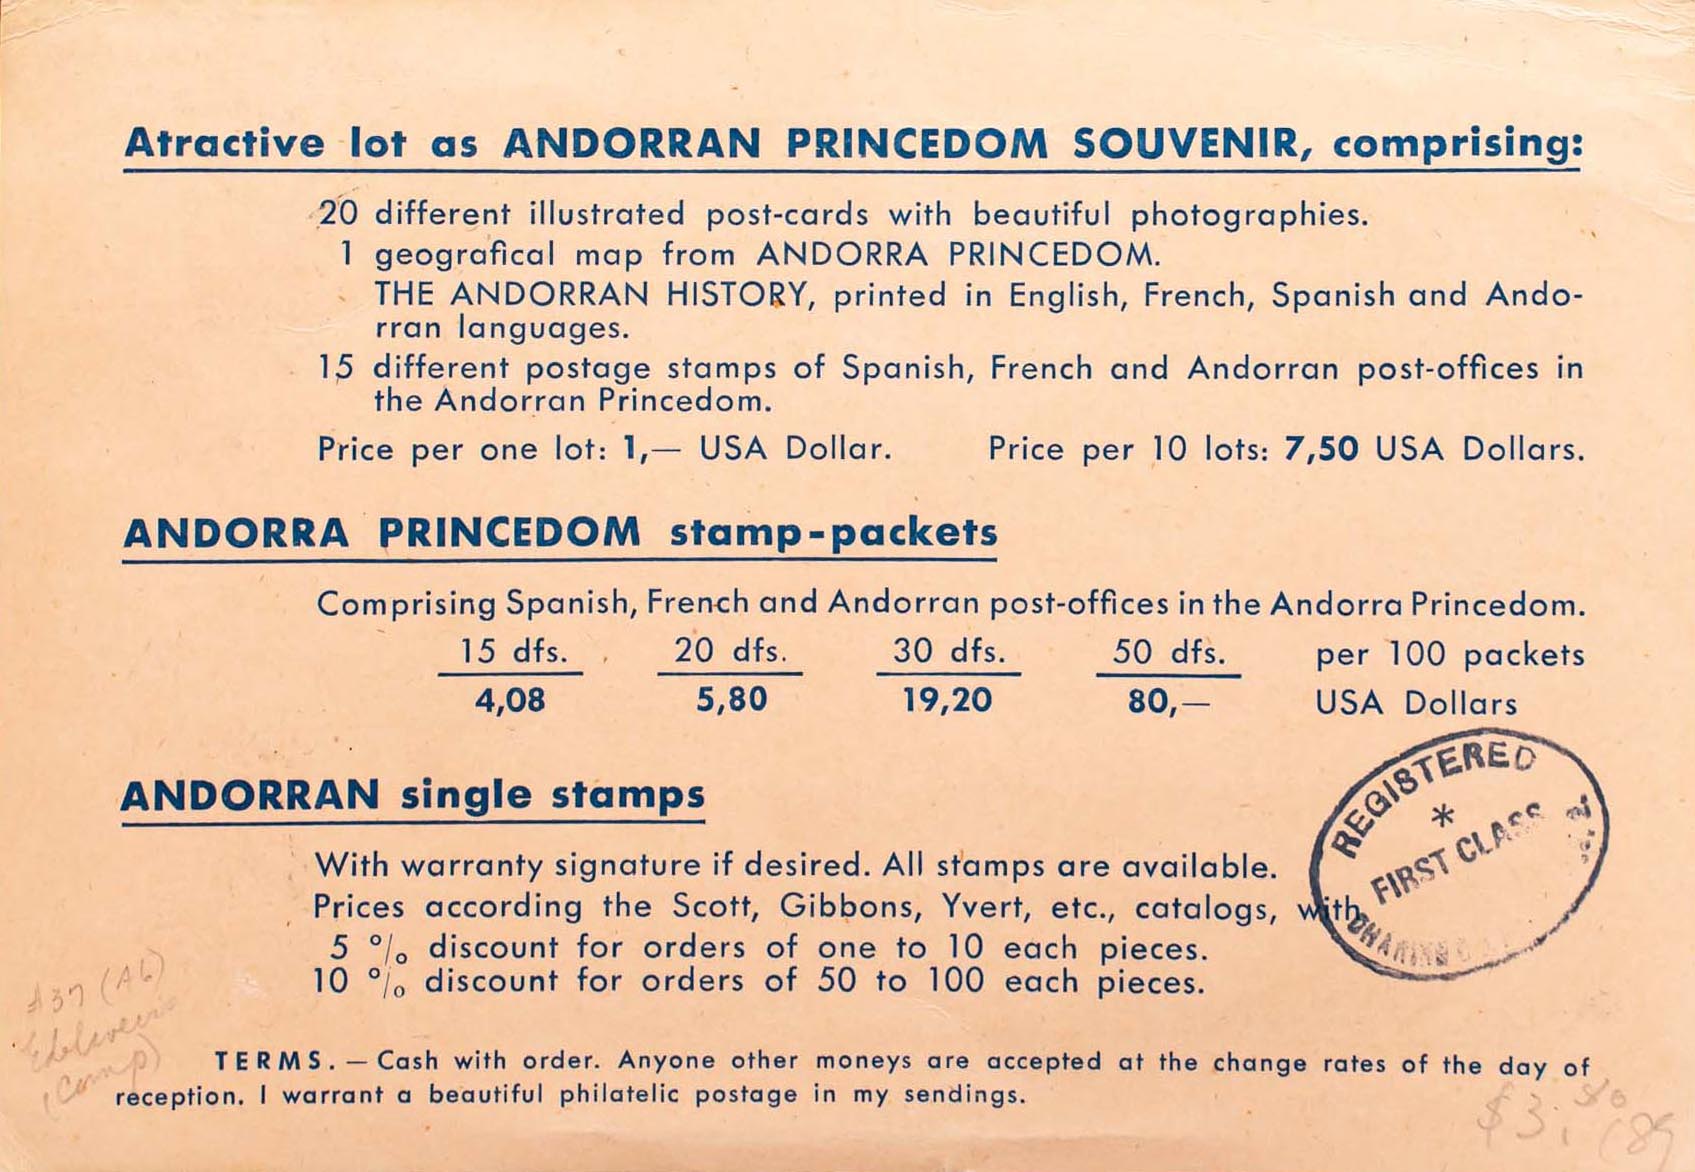 Atractive lot as ANDORRAN PRINCEDOM SOUVENIR, comprising:
20 different illustrated post-cards with beautiful photographies.
1 geografical map from ANDORRA PRINCEDOM.
THE ANDORRAN HISTORY, printed in English, French, Spanish and Ando-
rran languages.
15 different postage stamps of Spanish, French and Andorran post-offices in
the Andorran Princedom.
Price per one lot: 1,— USA Dollar. Price per 10 lots: 7,50 USA Dollars.
ANDORRA PRINCEDOM stamp-packets
Comprising Spanish, French and Andorran post-offices in the Andorra Princedom.
15 dfs. 20 dfs. 30 dfs. 50 dfs. per 100 packets
4,08 5,80 19,20 80,— USA Dollars
ANDORRAN single stamps
With warranty signature if desired. All stamps are available.
Prices according the Scott, Gibbons, Yvert, etc., catalogs, with
5 % discount for orders of one to 10 each pieces.
10 % discount for orders of 50 to 100 each pieces.
REGISTERED
*
FIRST CLASS
#37 (A6)
Edelweiss
(comp)
TERMS. — Cash with order. Anyone other moneys are accepted at the change rates of the day of
reception. I warrant a beautiful philatelic postage in my sendings.